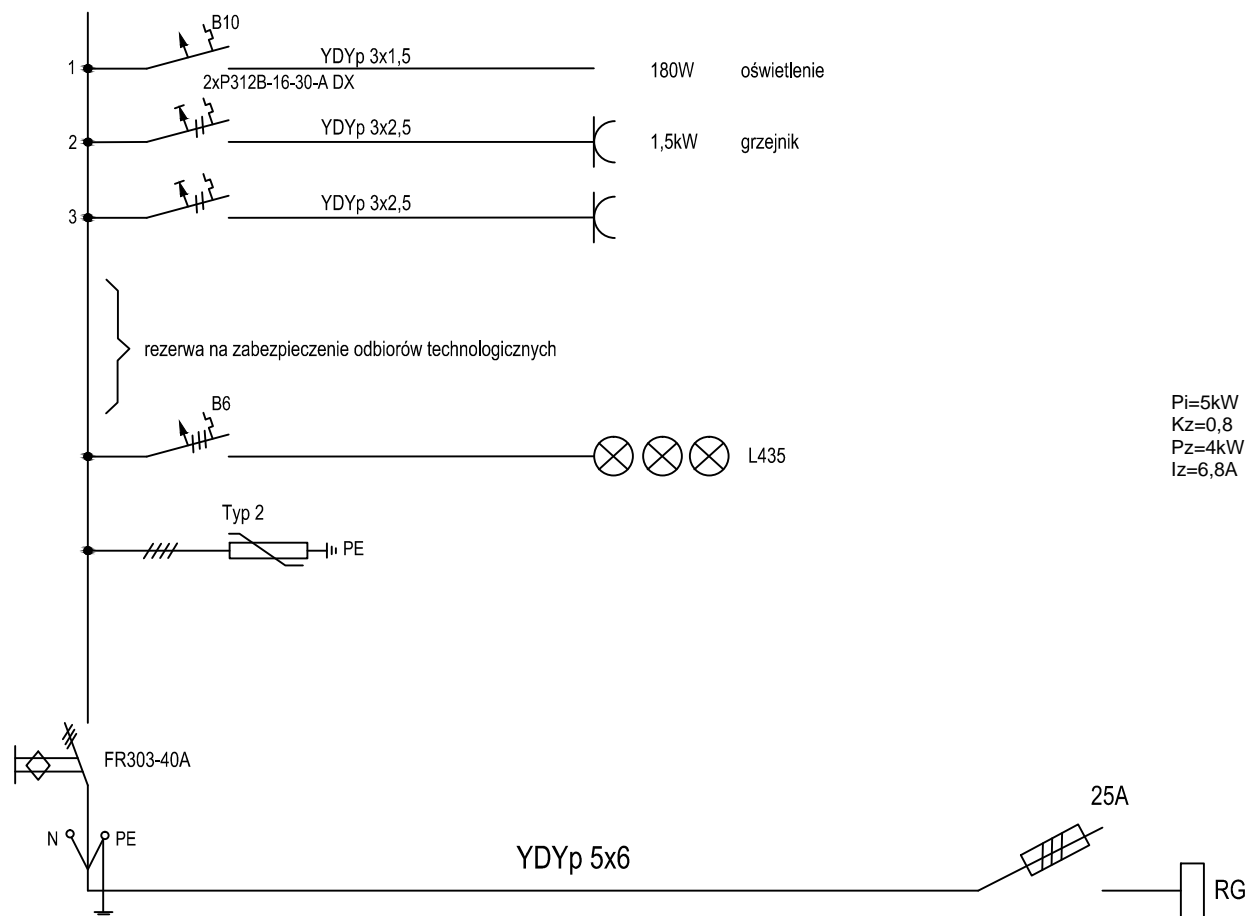 B10
1
YDYp 3x1,5
180W oświetlenie
2xP312B-16-30-A DX
2
YDYp 3x2,5
1,5kW grzejnik
3
YDYp 3x2,5
rezerwa na zabezpieczenie odbiorów technologicznych
B6
L435
Pi=5kW
Kz=0,8
Pz=4kW
Iz=6,8A
Typ 2
PE
FR303-40A
N PE
YDYp 5x6
25A
RG